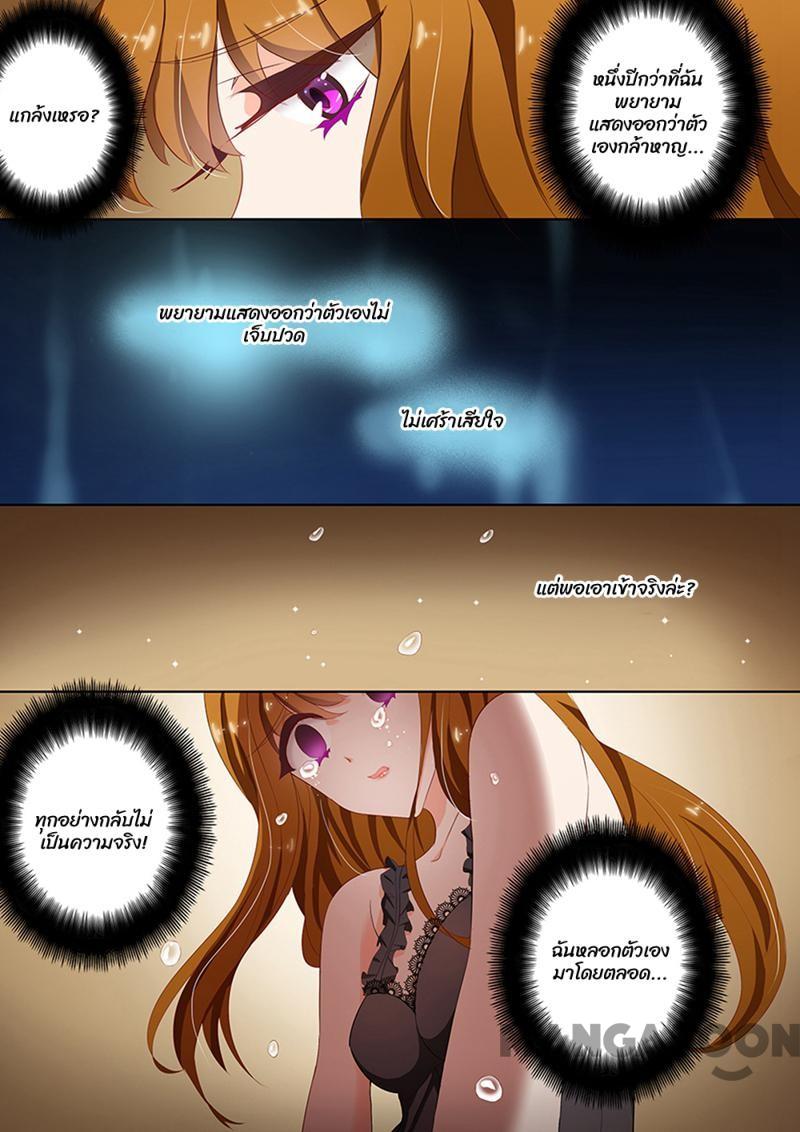 แกล้งเหรอ?
หนึ่งปีกว่าที่ฉัน
พยายาม
แสดงออกว่าตัว
เองกล้าหาญ...
พยายามแสดงออกว่าตัวเองไม่
เจ็บปวด
ไม่เศร้าเสียใจ
แต่พอเอาเข้าจริงล่ะ?
ทุกอย่างกลับไม่
เป็นความจริง!
ฉันหลอกตัวเอง
มาโดยตลอด...
MANGATOON